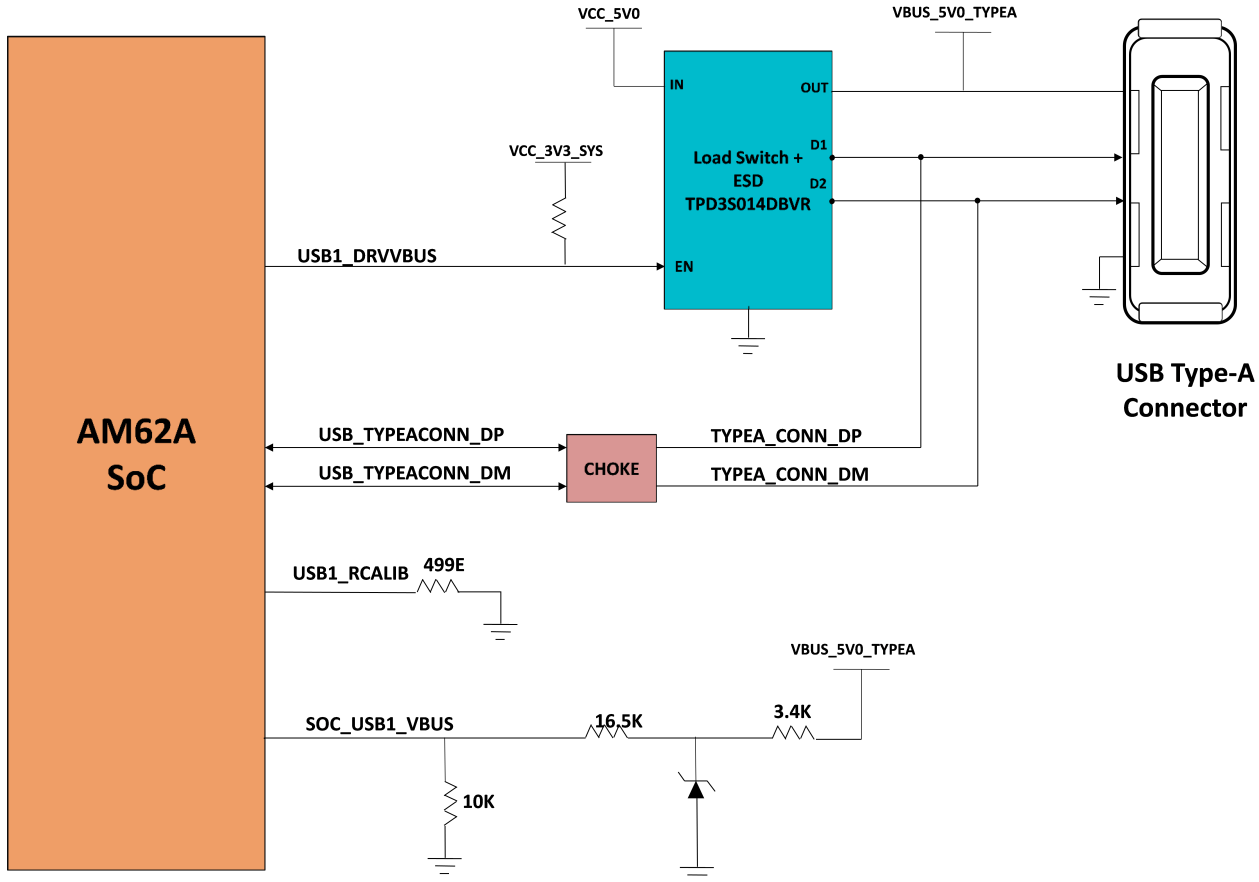 VCC_5V0
VBUS_5V0_TYPEA
IN
OUT
VCC_3V3_SYS
D1
Load Switch +
ESD
TPD3S014DBVR
D2
USB1_DRVVBUS
EN
USB Type-A
Connector
AM62A
SoC
USB_TYPEACONN_DP
TYPEA_CONN_DP
CHOKE
USB_TYPEACONN_DM
TYPEA_CONN_DM
USB1_RCALIB
499E
VBUS_5V0_TYPEA
SOC_USB1_VBUS
16.5K
3.4K
10K